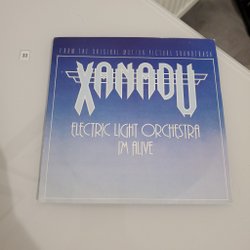 FROM THE ORIGINAL MOTION PICTURE SOUNDTRACK
XANADU
ELECTRIC LIGHT ORCHESTRA
I'M ALIVE